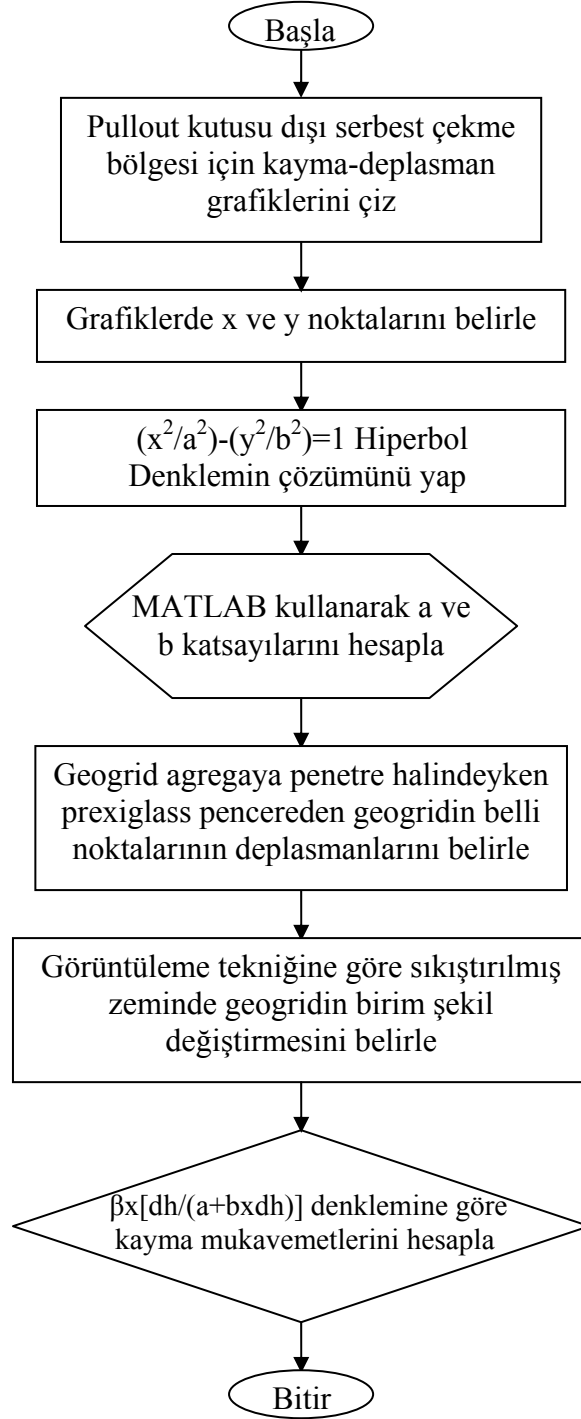 Başla
Pullout kutusu dışı serbest çekme
bölgesi için kayma-deplasman
grafiklerini çiz
Grafiklerde x ve y noktalarını belirle
(x²/a²)-(y²/b²)=1 Hiperbol
Denklemin çözümünü yap
MATLAB kullanarak a ve
b katsayılarını hesapla
Geogrid agregaya penetre halindeyken
prexiglass pencereden geogridin belli
noktalarının deplasmanlarını belirle
Görüntüleme tekniğine göre sıkıştırılmış
zeminde geogridin birim şekil
değiştirmesini belirle
βx[dh/(a+bxdh)] denklemine göre
kayma mukavemetlerini hesapla
Bitir